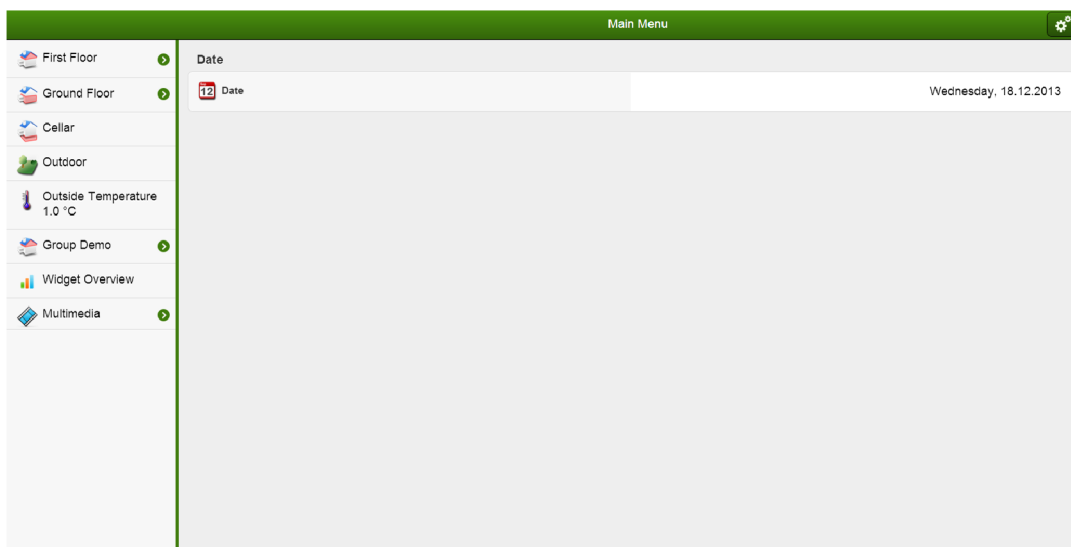 Main Menu
First Floor
Ground Floor
Cellar
Outdoor
Outside Temperature
1.0 °C
Group Demo
Widget Overview
Multimedia
Date
12 Date
Wednesday, 18.12.2013